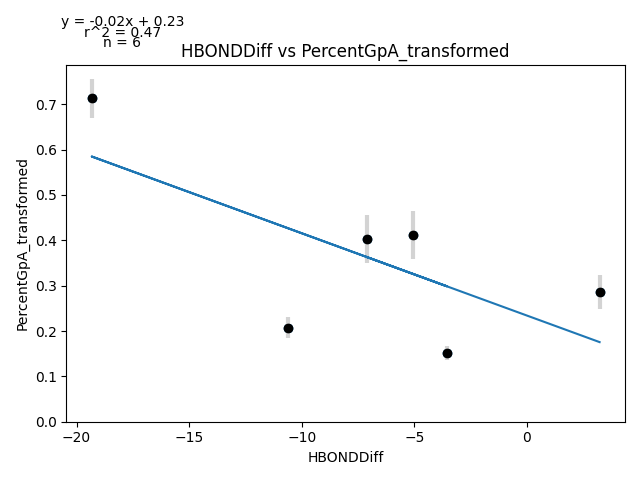 y = -0.02x + 0.23
r^2 = 0.47
n = 6
HBONDDiff vs PercentGpA_transformed
PercentGpA_transformed
0.7
0.6
0.5
0.4
0.3
0.2
0.1
0.0
−20
−15
−10
−5
0
HBONDDiff